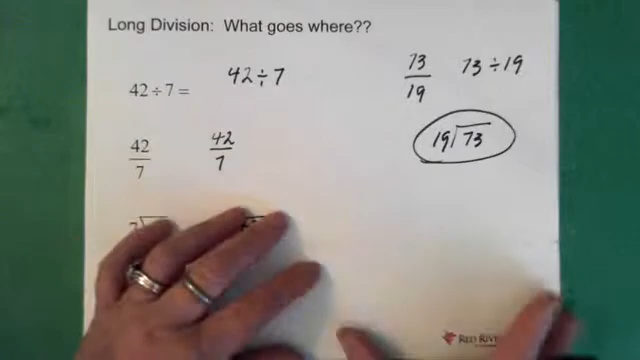 Long Division: What goes where??
42 ÷ 7 =
42 ÷ 7
42
7
42
7
73
19
73 ÷ 19
19 73
RED RIVE